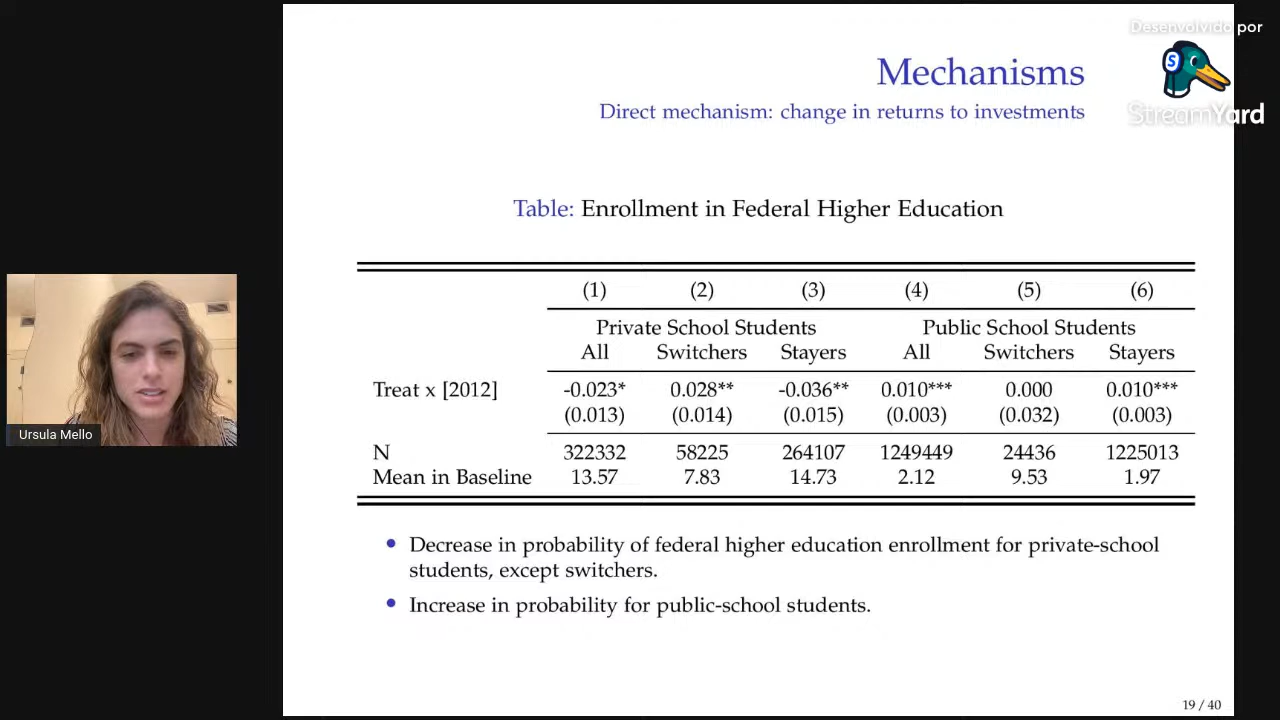 Desenvolvido por
StreamYard
Mechanisms
Direct mechanism: change in returns to investments
Table: Enrollment in Federal Higher Education
(1) (2) (3) (4) (5) (6)
Private School Students Public School Students
All Switchers Stayers All Switchers Stayers
Treat x [2012] -0.023* 0.028** -0.036** 0.010*** 0.000 0.010***
(0.013) (0.014) (0.015) (0.003) (0.032) (0.003)
N 322332 58225 264107 1249449 24436 1225013
Mean in Baseline 13.57 7.83 14.73 2.12 9.53 1.97
• Decrease in probability of federal higher education enrollment for private-school
students, except switchers.
• Increase in probability for public-school students.
Ursula Mello
19 / 40